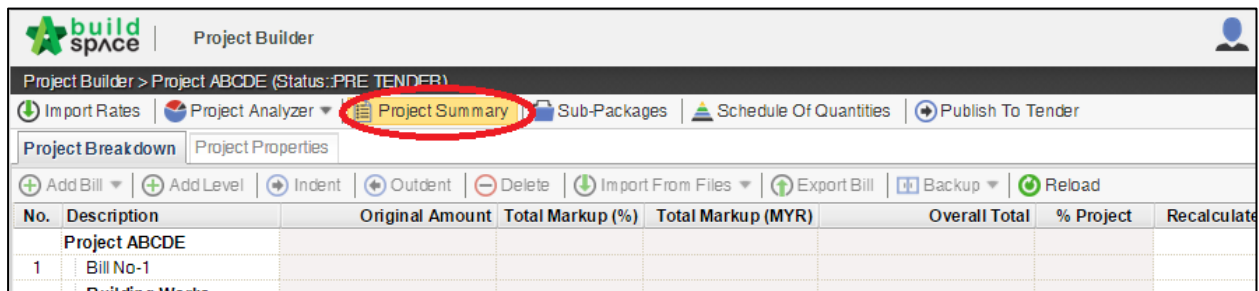 build space | Project Builder
Project Builder > Project ABCDE (Status::PRE TENDER)
Import Rates | Project Analyzer | Project Summary | Sub-Packages | Schedule Of Quantities | Publish To Tender
Project Breakdown Project Properties
Add Bill | Add Level | Indent | Outdent | Delete | Import From Files | Export Bill | Backup | Reload
No. Description Original Amount Total Markup (%) Total Markup (MYR) Overall Total % Project Recalculate
Project ABCDE
1 Bill No-1
Building Works